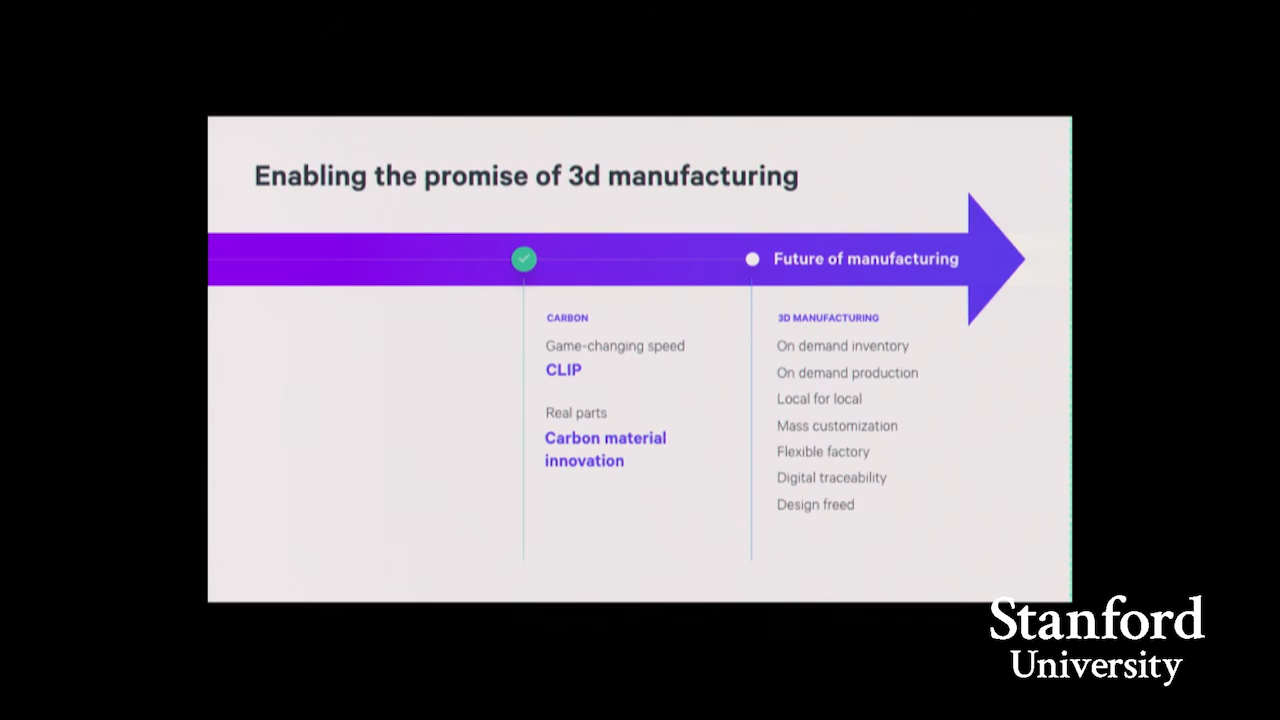 Enabling the promise of 3d manufacturing
Future of manufacturing
CARBON
Game-changing speed
CLIP
Real parts
Carbon material
innovation
3D MANUFACTURING
On demand inventory
On demand production
Local for local
Mass customization
Flexible factory
Digital traceability
Design freed
Stanford
University